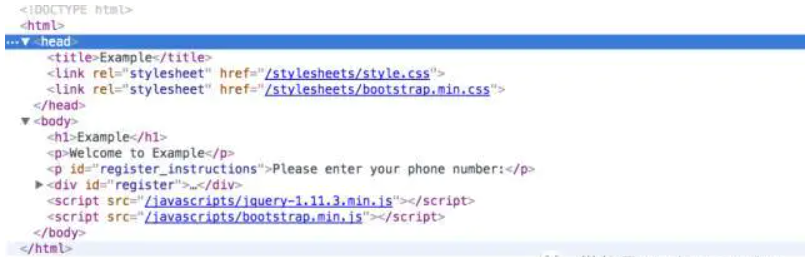 <!DOCTYPE html>
<html>
…▼<head>
<title>Example</title>
<link rel="stylesheet" href="/stylesheets/style.css">
<link rel="stylesheet" href="/stylesheets/bootstrap.min.css">
</head>
▼<body>
<h1>Example</h1>
<p>Welcome to Example</p>
<p id="register_instructions">Please enter your phone number:</p>
▶<div id="register">…</div>
<script src="/javascripts/jquery-1.11.3.min.js"></script>
<script src="/javascripts/bootstrap.min.js"></script>
</body>
</html>